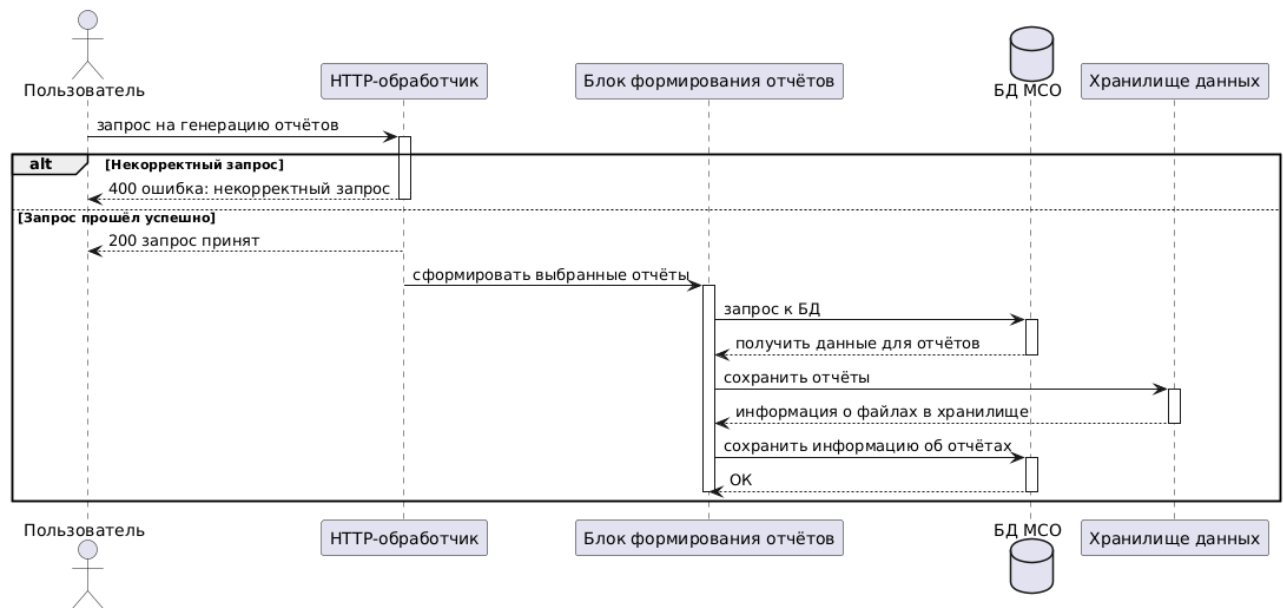 Пользователь
HTTP-обработчик
Блок формирования отчётов
БД МСО
Хранилище данных
запрос на генерацию отчётов
alt
[Некорректный запрос]
400 ошибка: некорректный запрос
[Запрос прошёл успешно]
200 запрос принят
сформировать выбранные отчёты
запрос к БД
получить данные для отчётов
сохранить отчёты
информация о файлах в хранилище
сохранить информацию об отчётах
ОК
Пользователь
HTTP-обработчик
Блок формирования отчётов
БД МСО
Хранилище данных